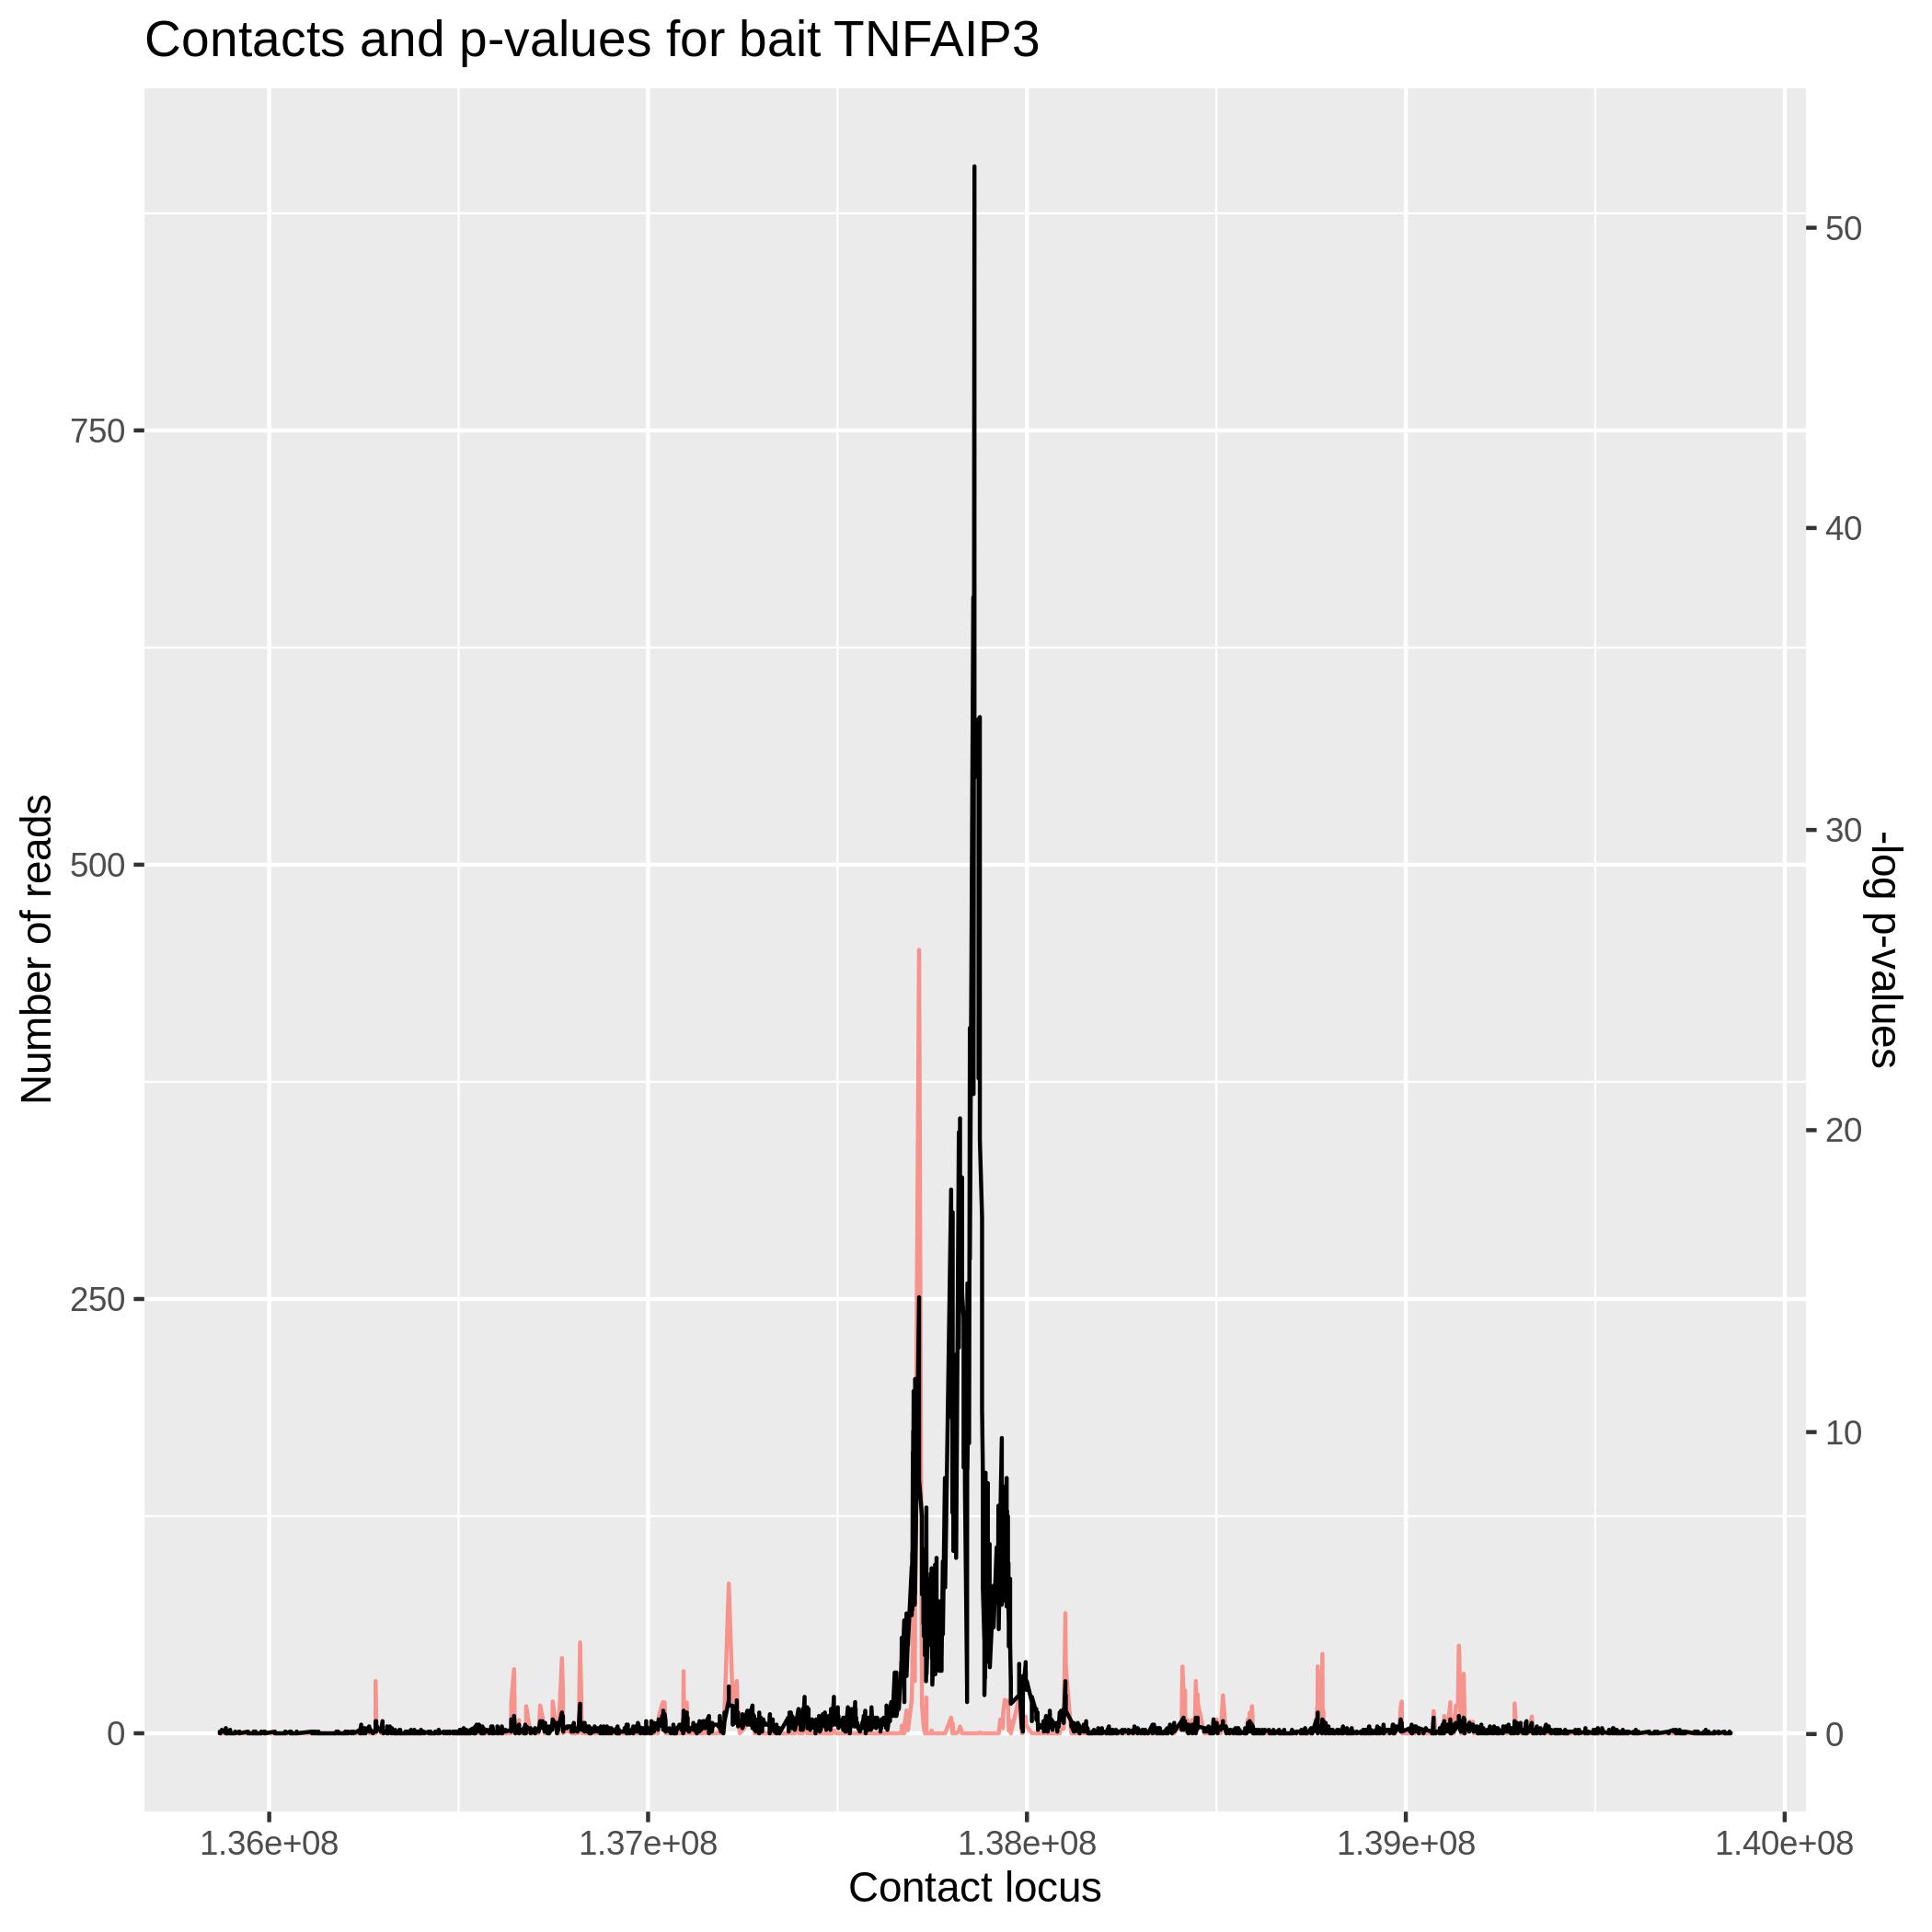 Contacts and p-values for bait TNFAIP3
Number of reads
750
500
250
0
50
40
30
20
10
0
-log p-values
1.36e+08
1.37e+08
1.38e+08
1.39e+08
1.40e+08
Contact locus